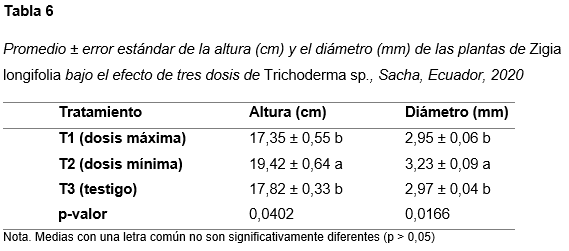 Tabla 6
Promedio ± error estándar de la altura (cm) y el diámetro (mm) de las plantas de Zigia
longifolia bajo el efecto de tres dosis de Trichoderma sp., Sacha, Ecuador, 2020
Tratamiento Altura (cm) Diámetro (mm)
T1 (dosis máxima) 17,35 ± 0,55 b 2,95 ± 0,06 b
T2 (dosis mínima) 19,42 ± 0,64 a 3,23 ± 0,09 a
T3 (testigo) 17,82 ± 0,33 b 2,97 ± 0,04 b
p-valor 0,0402 0,0166
Nota. Medias con una letra común no son significativamente diferentes (p > 0,05)